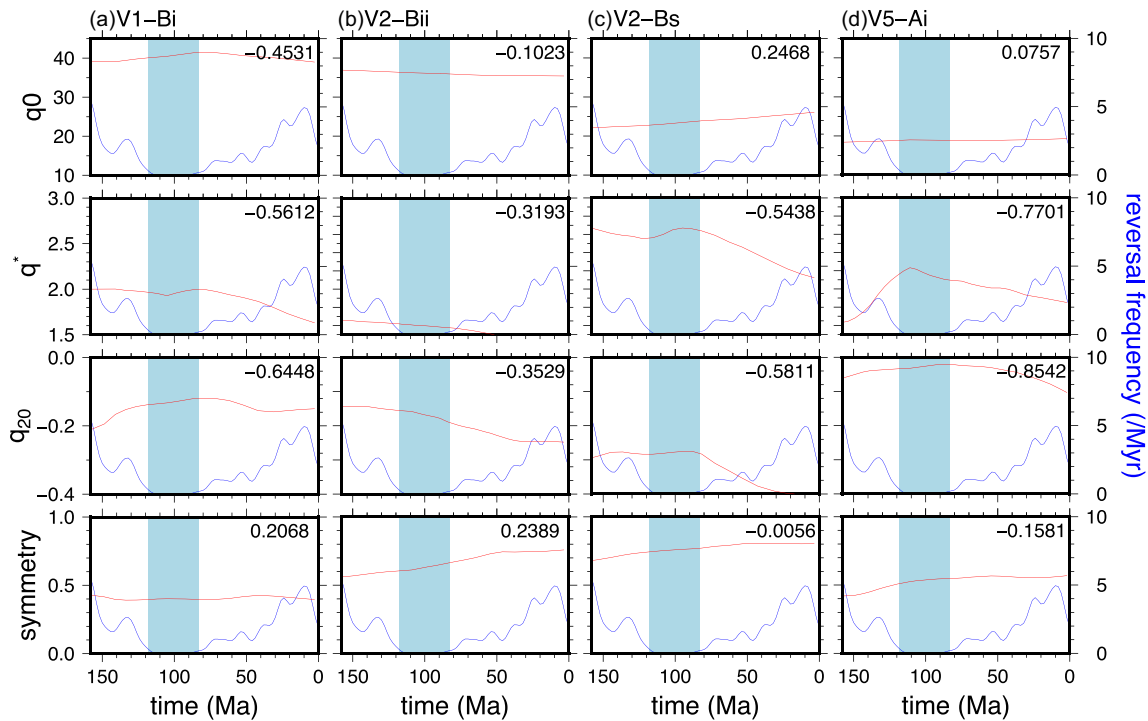 (a)V1−Bi (b)V2−Bii (c)V2−Bs (d)V5−Ai
45 40 35 30 25 20 15 10
q0
−0.4531 −0.1023 0.2468 0.0757
10 5 0
3.0 2.5 2.0 1.5
q*
−0.5612 −0.3193 −0.5438 −0.7701
10 5 0
0.0 −0.2 −0.4
q20
−0.6448 −0.3529 −0.5811 −0.8542
10 5 0
1.0 0.5 0.0
symmetry
0.2068 0.2389 −0.0056 −0.1581
10 5 0
reversal frequency (/Myr)
150 100 50 0 150 100 50 0 150 100 50 0 150 100 50 0
time (Ma) time (Ma) time (Ma) time (Ma)